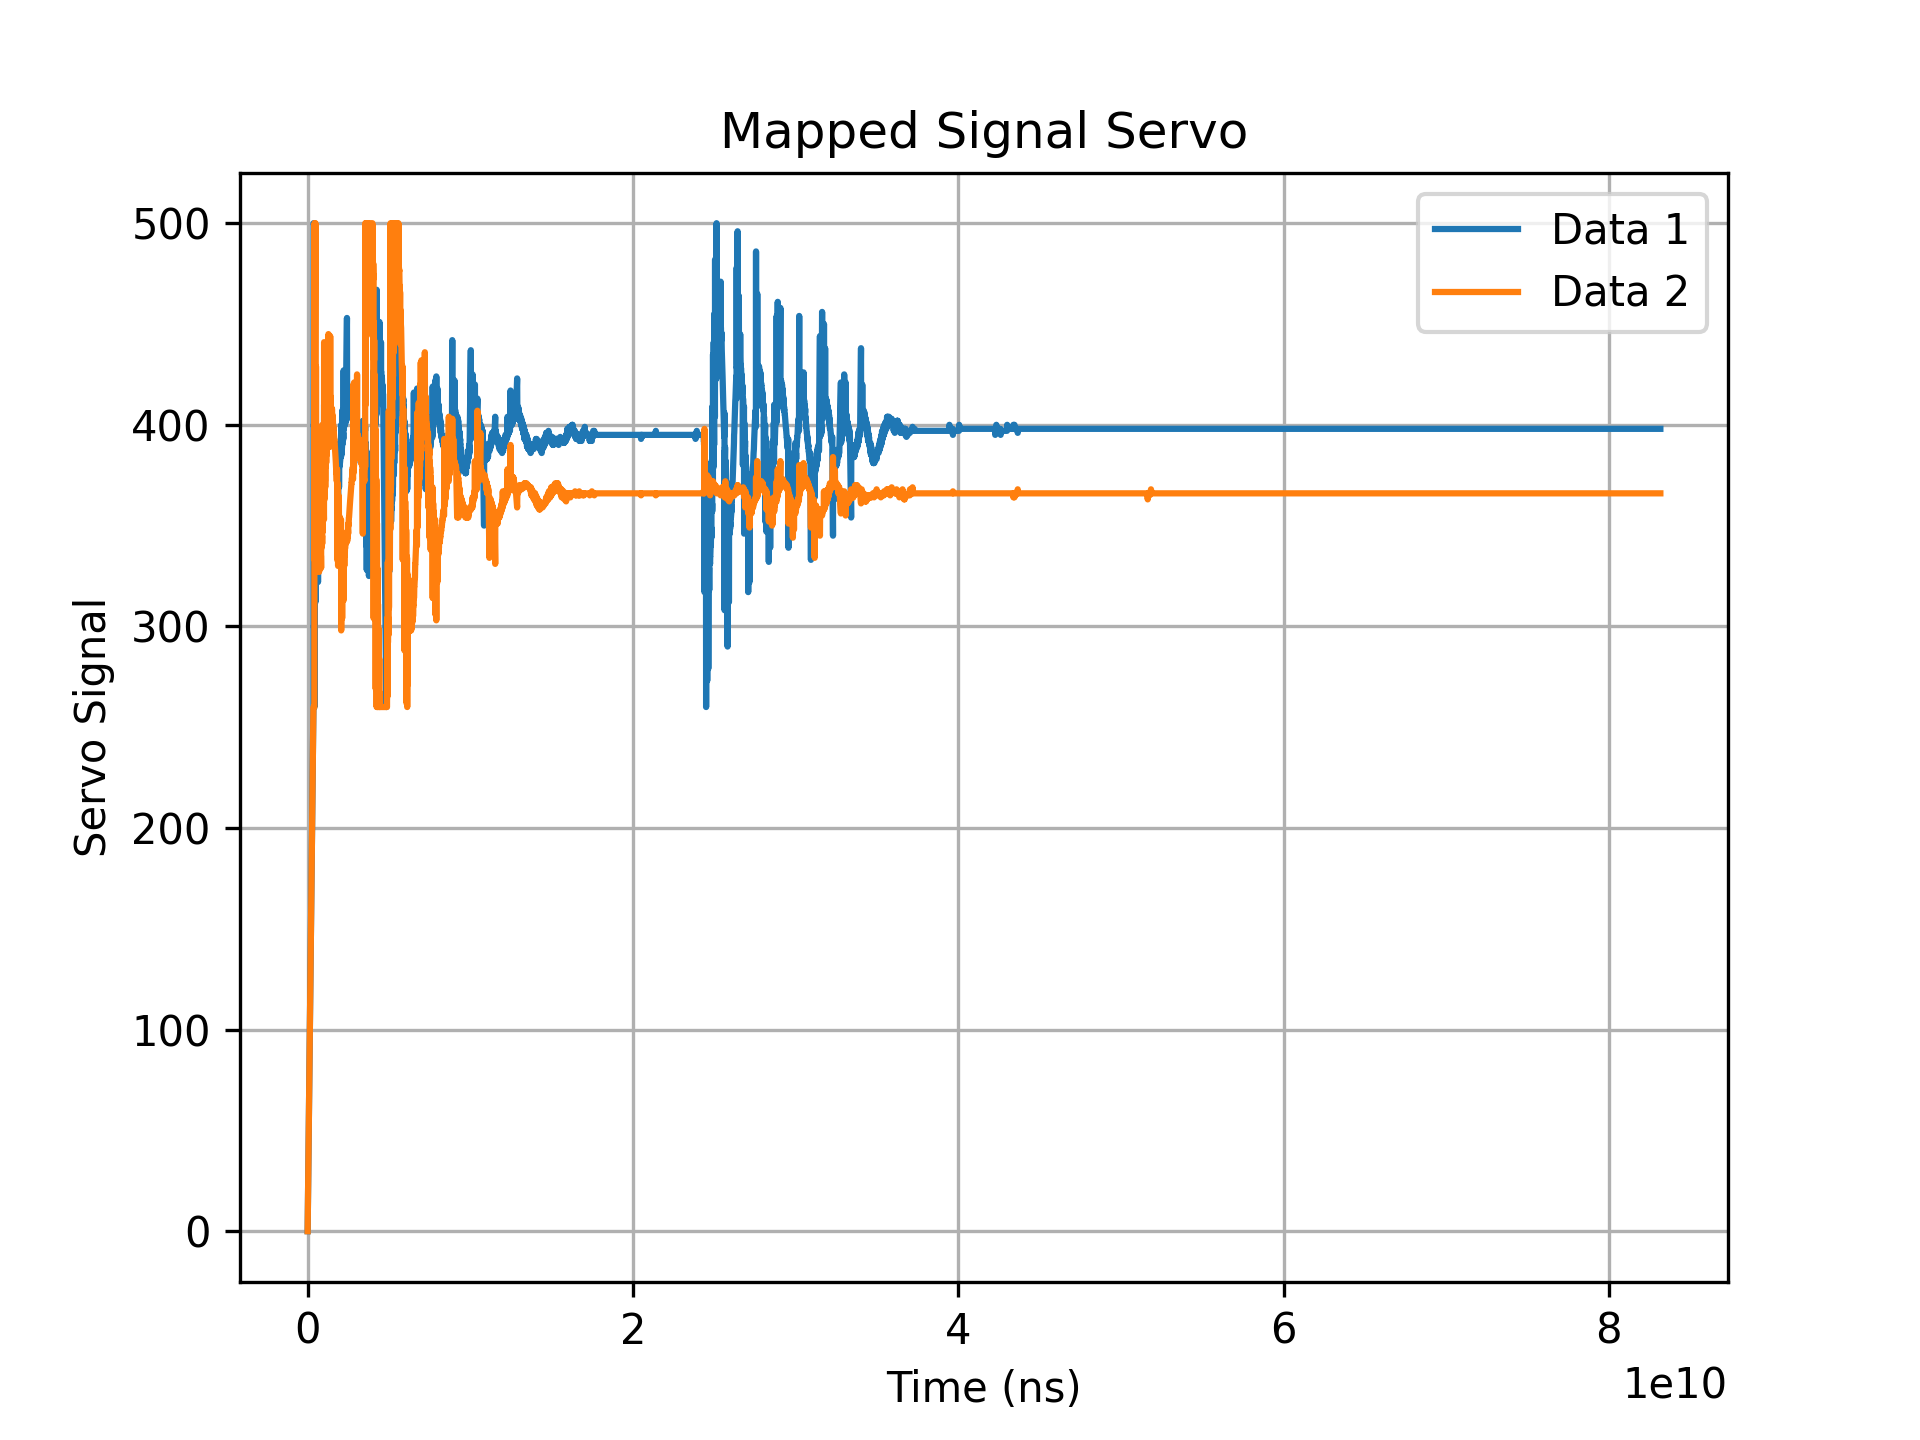 Mapped Signal Servo
Data 1
Data 2
Servo Signal
500
400
300
200
100
0
0 2 4 6 8
1e10
Time (ns)